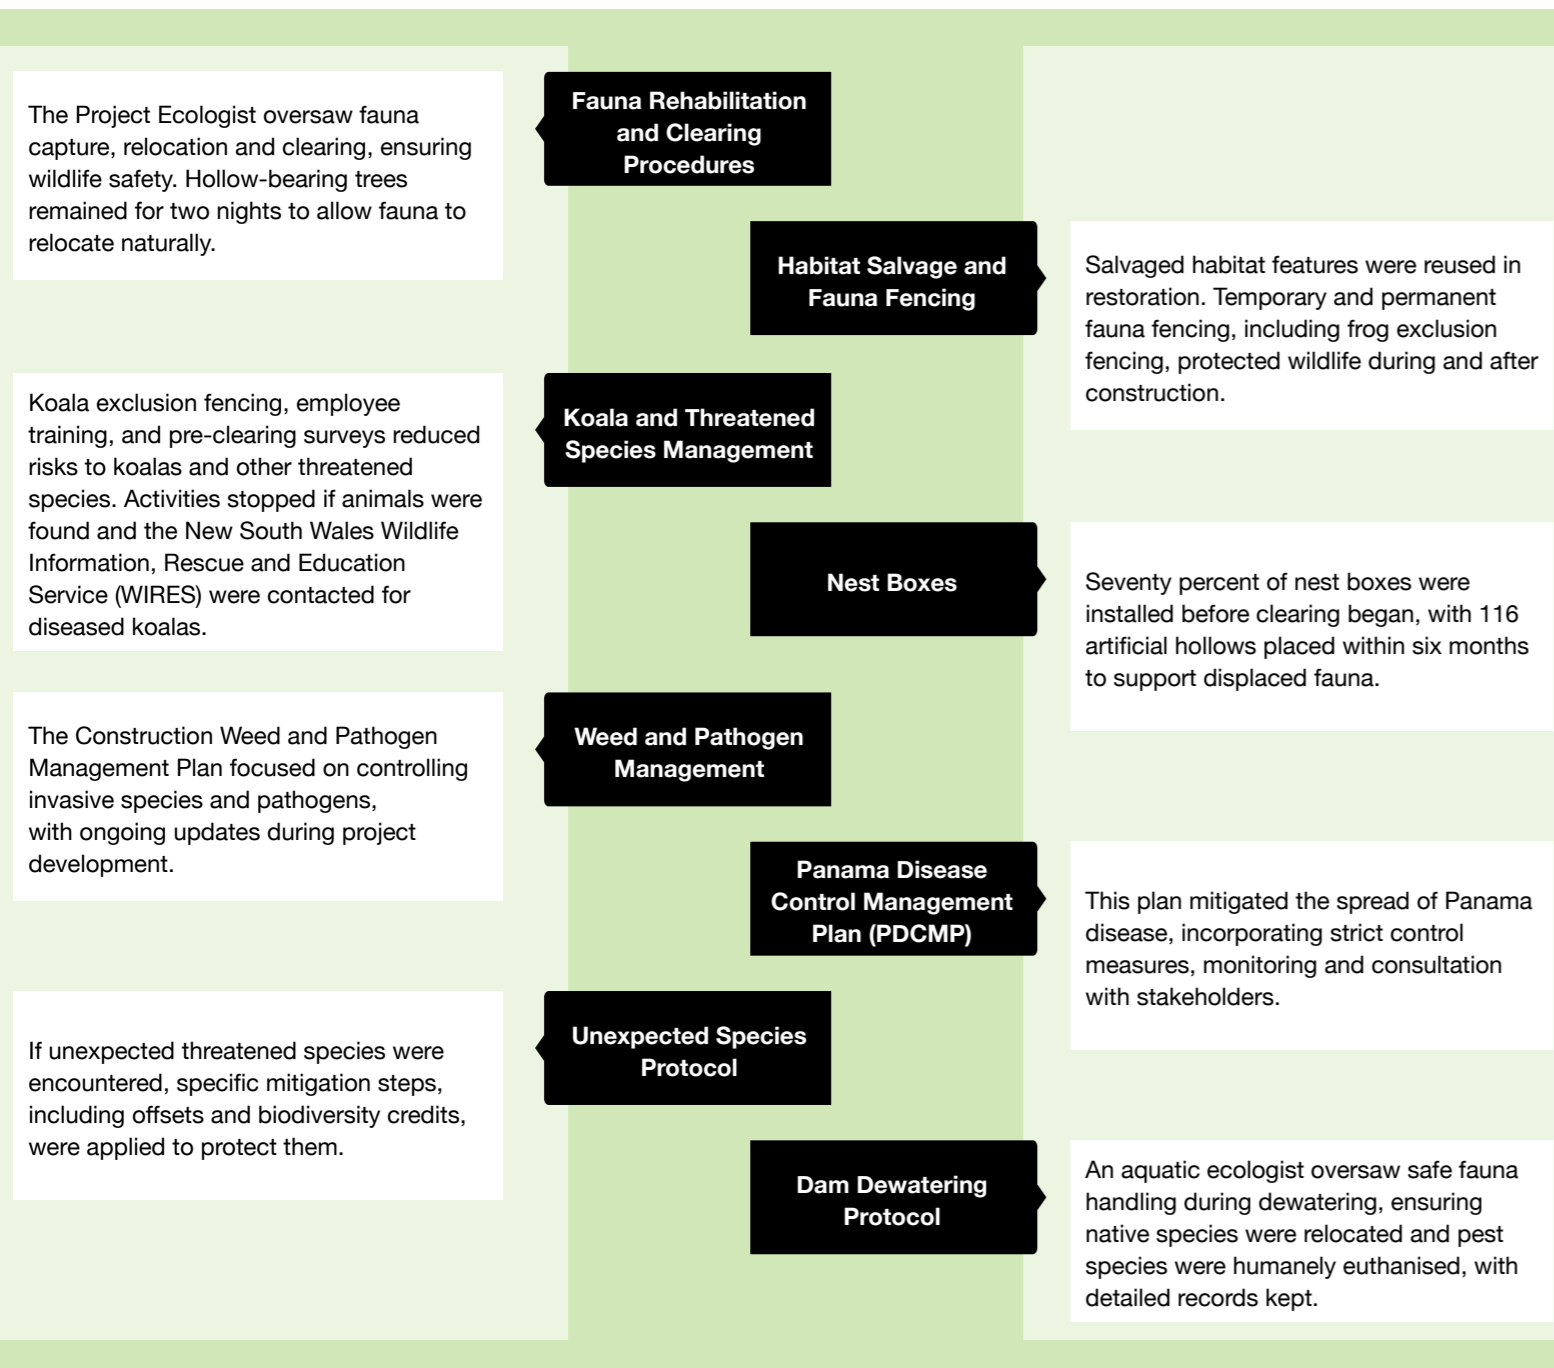 Fauna Rehabilitation
and Clearing
Procedures
The Project Ecologist oversaw fauna
capture, relocation and clearing, ensuring
wildlife safety. Hollow-bearing trees
remained for two nights to allow fauna to
relocate naturally.
Habitat Salvage and
Fauna Fencing
Salvaged habitat features were reused in
restoration. Temporary and permanent
fauna fencing, including frog exclusion
fencing, protected wildlife during and after
construction.
Koala and Threatened
Species Management
Koala exclusion fencing, employee
training, and pre-clearing surveys reduced
risks to koalas and other threatened
species. Activities stopped if animals were
found and the New South Wales Wildlife
Information, Rescue and Education
Service (WIRES) were contacted for
diseased koalas.
Nest Boxes
Seventy percent of nest boxes were
installed before clearing began, with 116
artificial hollows placed within six months
to support displaced fauna.
Weed and Pathogen
Management
The Construction Weed and Pathogen
Management Plan focused on controlling
invasive species and pathogens,
with ongoing updates during project
development.
Panama Disease
Control Management
Plan (PDCMP)
This plan mitigated the spread of Panama
disease, incorporating strict control
measures, monitoring and consultation
with stakeholders.
Unexpected Species
Protocol
If unexpected threatened species were
encountered, specific mitigation steps,
including offsets and biodiversity credits,
were applied to protect them.
Dam Dewatering
Protocol
An aquatic ecologist oversaw safe fauna
handling during dewatering, ensuring
native species were relocated and pest
species were humanely euthanised, with
detailed records kept.